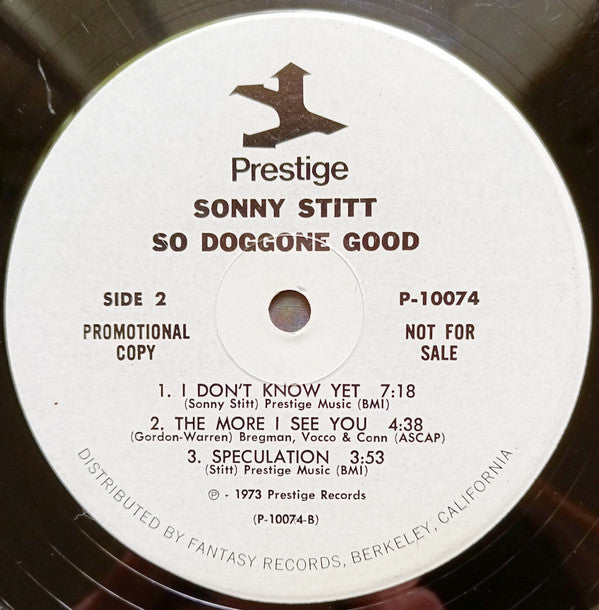 Prestige
SONNY STITT
SO DOGGONE GOOD
SIDE 2
P-10074
PROMOTIONAL
COPY
NOT FOR
SALE
1. I DON'T KNOW YET 7:18
(Sonny Stitt) Prestige Music (BMI)
2. THE MORE I SEE YOU 4:38
(Gordon-Warren) Bregman, Vocco & Conn (ASCAP)
3. SPECULATION 3:53
(Stitt) Prestige Music (BMI)
℗ - 1973 Prestige Records
(P-10074-B)
DISTRIBUTED BY FANTASY RECORDS, BERKELEY, CALIFORNIA